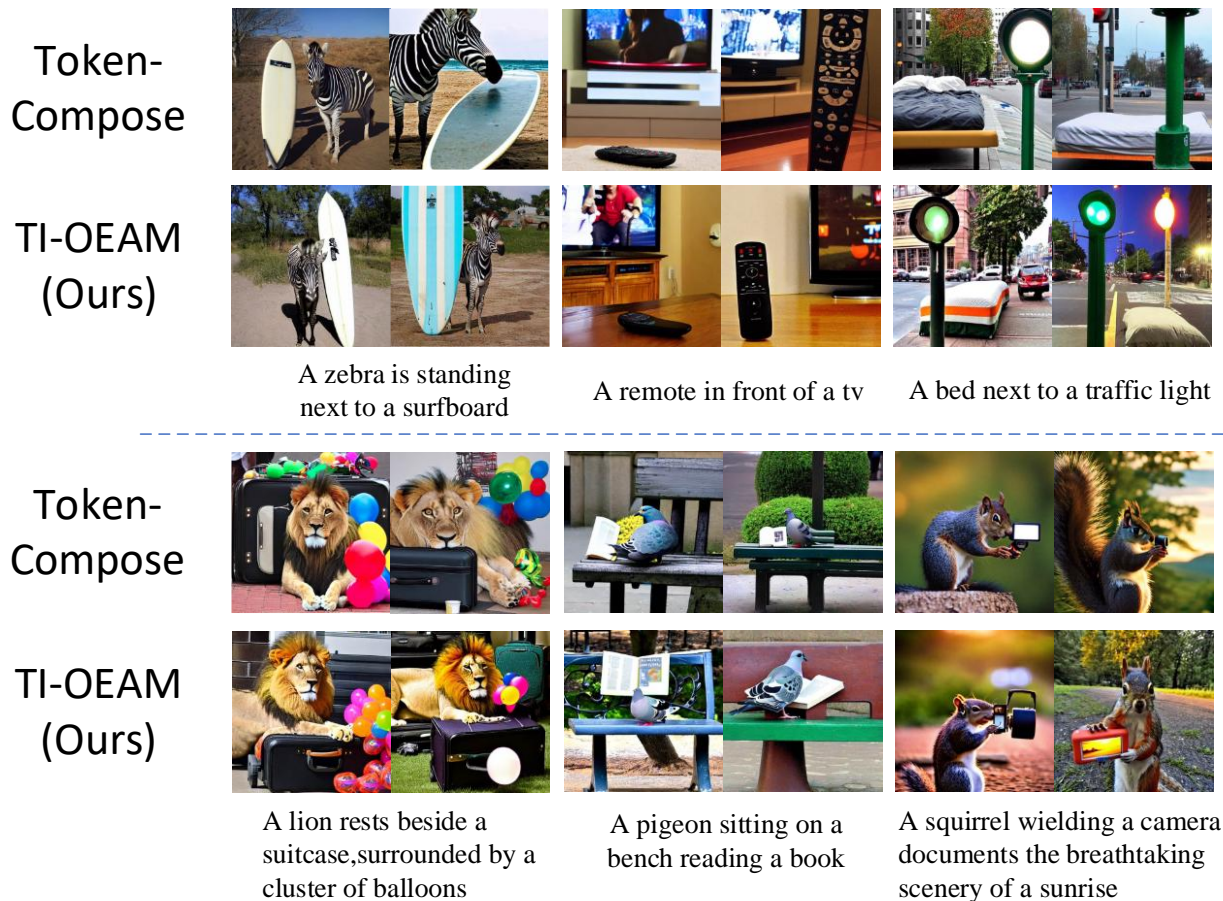 Token-
Compose
TI-OEAM
(Ours)
A zebra is standing
next to a surfboard
A remote in front of a tv
A bed next to a traffic light
Token-
Compose
TI-OEAM
(Ours)
A lion rests beside a
suitcase,surrounded by a
cluster of balloons
A pigeon sitting on a
bench reading a book
A squirrel wielding a camera
documents the breathtaking
scenery of a sunrise